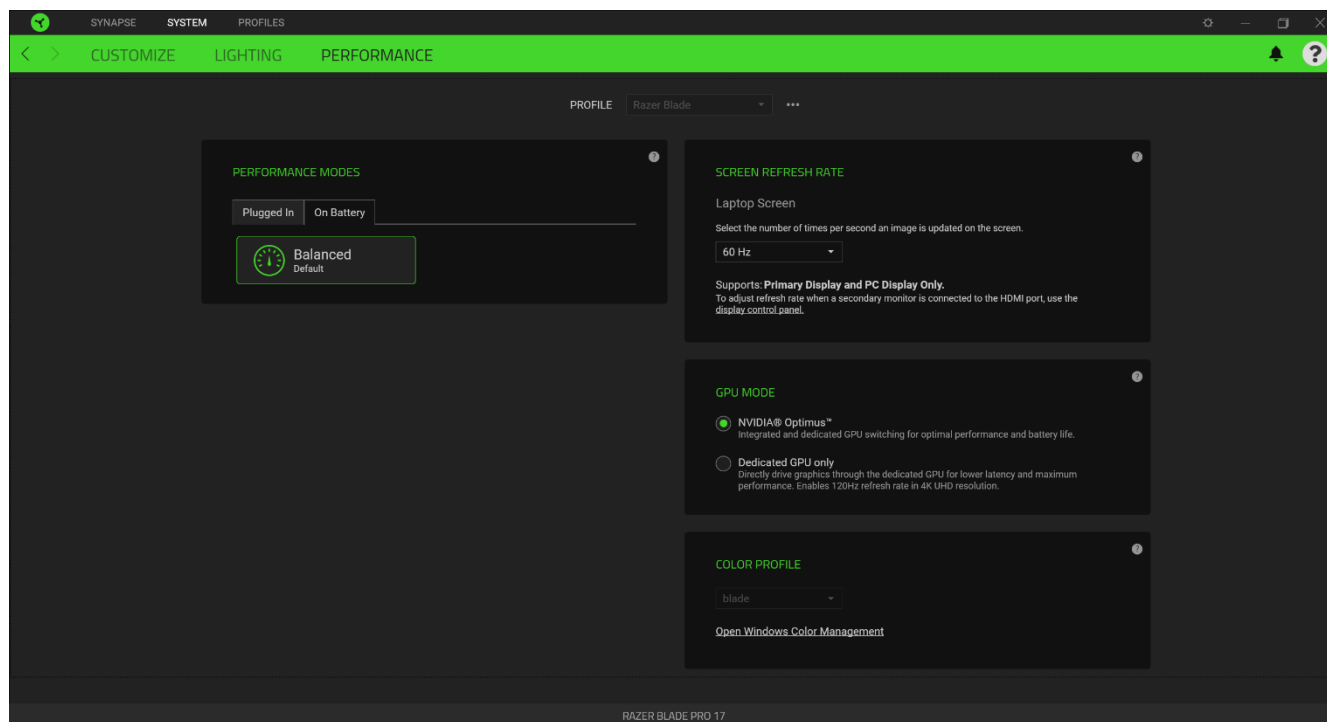 SYNAPSE SYSTEM PROFILES
CUSTOMIZE LIGHTING PERFORMANCE
?
PROFILE Razer Blade
PERFORMANCE MODES
?
Plugged In On Battery
Balanced
Default
SCREEN REFRESH RATE
?
Laptop Screen
Select the number of times per second an image is updated on the screen.
60 Hz
Supports: Primary Display and PC Display Only.
To adjust refresh rate when a secondary monitor is connected to the HDMI port, use the
display control panel.
GPU MODE
?
NVIDIA® Optimus™
Integrated and dedicated GPU switching for optimal performance and battery life.
Dedicated GPU only
Directly drive graphics through the dedicated GPU for lower latency and maximum
performance. Enables 120Hz refresh rate in 4K UHD resolution.
COLOR PROFILE
?
blade
Open Windows Color Management
RAZER BLADE PRO 17